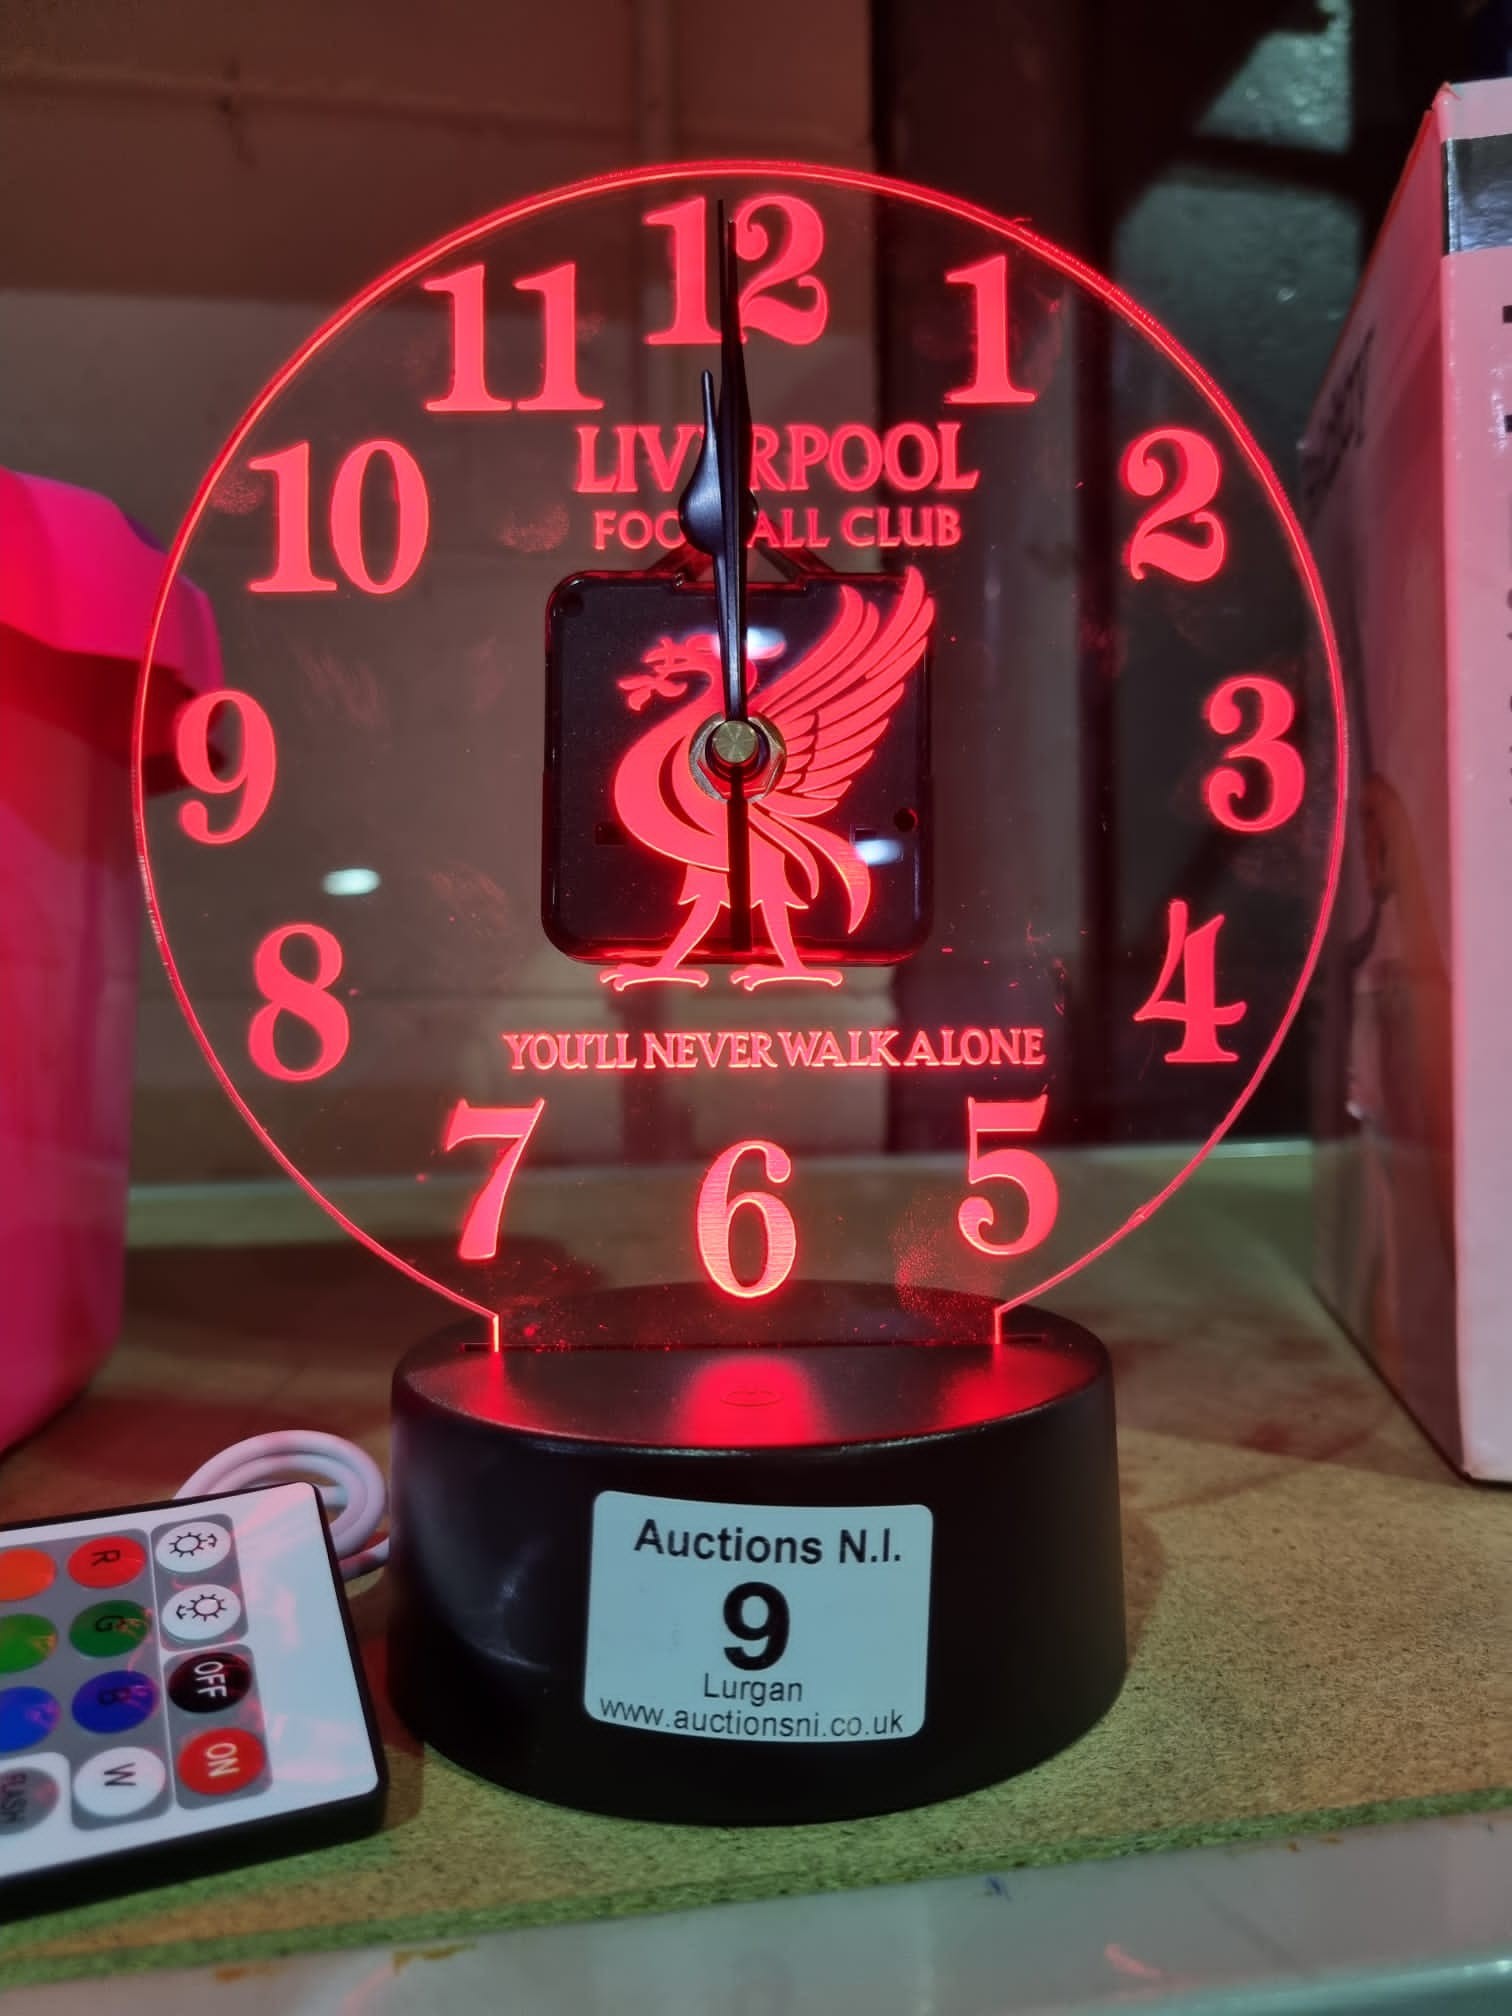 12
11
1
LIVERPOOL
10
2
FOOTBALL CLUB
9
3
8
4
YOU'LL NEVER WALK ALONE
7
5
6
Auctions N.I.
9
Lurgan
www.auctionsni.co.uk
R
G
OFF
B
ON
W
FLASH